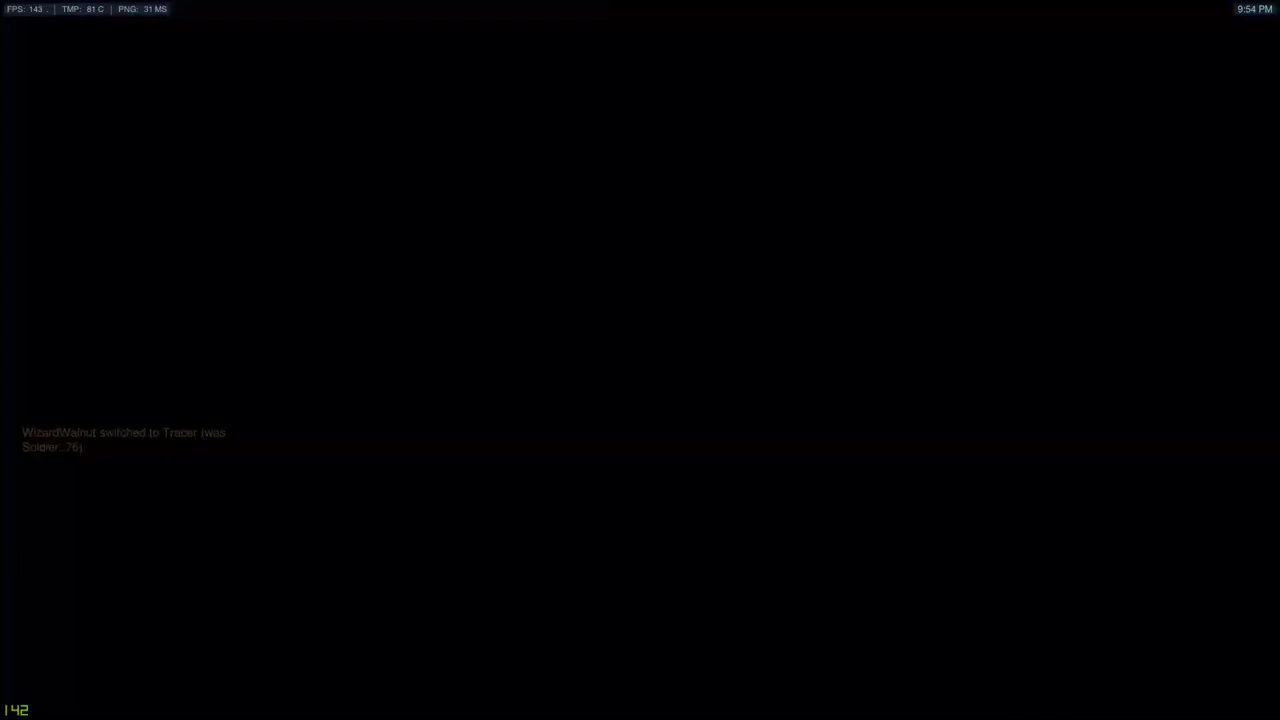 FPS: 143 . | TMP: 81 C | PNG: 31 MS
9:54 PM
WizardWalnut switched to Tracer (was
Soldier: 76)
142